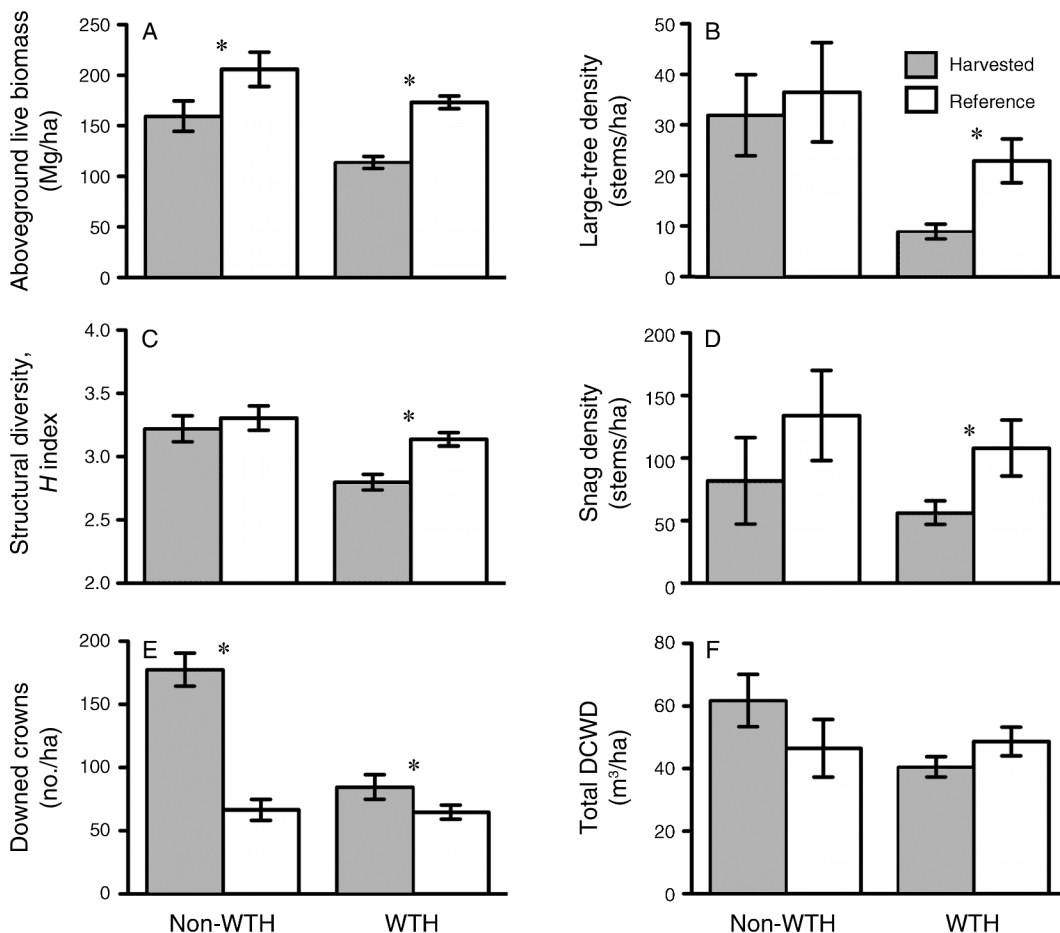 A
Aboveground live biomass
(Mg/ha)
250
200
150
100
50
0
*
*
B
Large-tree density
(stems/ha)
50
40
30
20
10
0
*
Harvested
Reference
C
Structural diversity,
H index
4.0
3.5
3.0
2.5
2.0
*
D
Snag density
(stems/ha)
200
150
100
50
0
*
E
Downed crowns
(no./ha)
200
150
100
50
0
*
*
Non-WTH
WTH
F
Total DCWD
(m³/ha)
80
60
40
20
0
Non-WTH
WTH